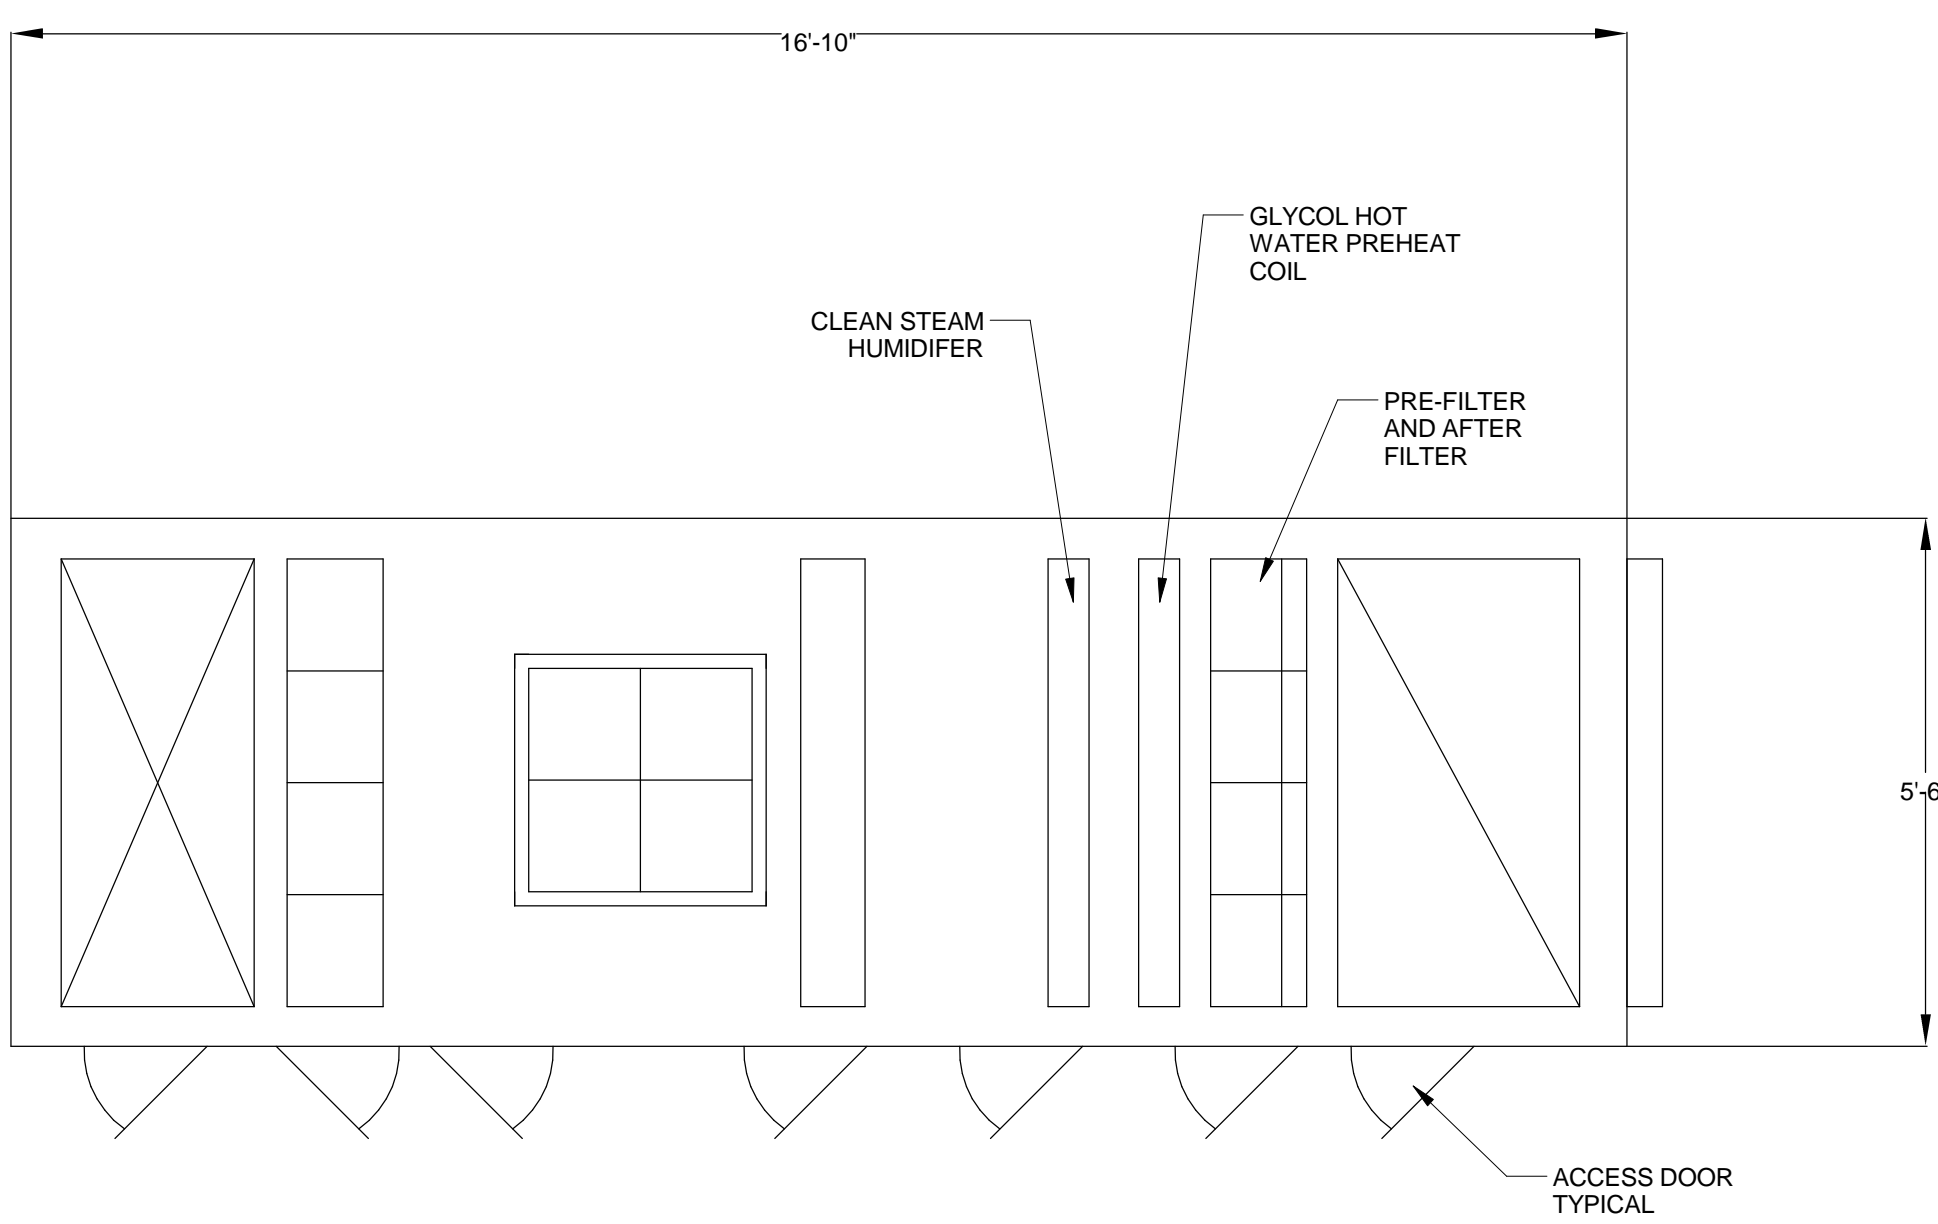 16'-10"
GLYCOL HOT
WATER PREHEAT
COIL
CLEAN STEAM
HUMIDIFER
PRE-FILTER
AND AFTER
FILTER
5'-6
ACCESS DOOR
TYPICAL